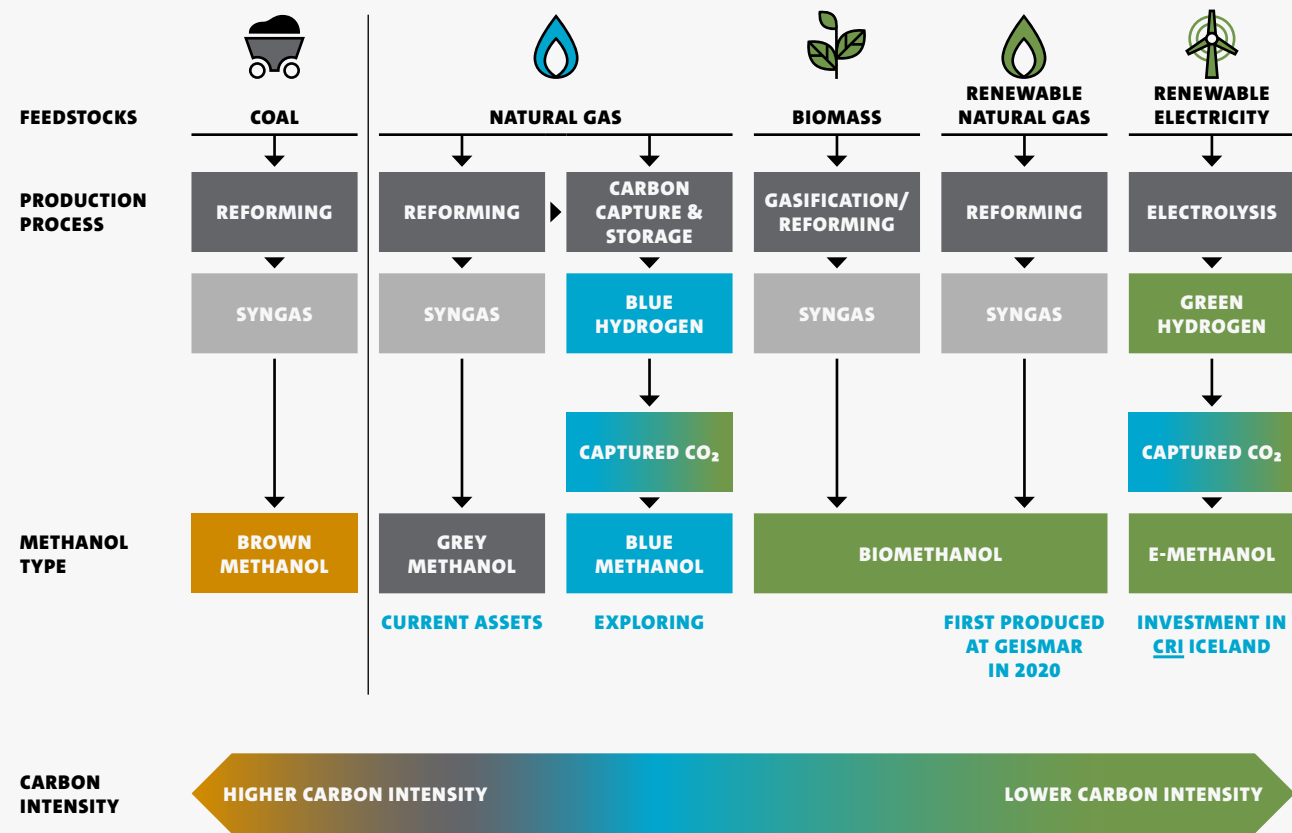 FEEDSTOCKS
COAL
NATURAL GAS
BIOMASS
RENEWABLE
NATURAL GAS
RENEWABLE
ELECTRICITY
PRODUCTION
PROCESS
REFORMING
REFORMING
CARBON
CAPTURE &
STORAGE
GASIFICATION/
REFORMING
REFORMING
ELECTROLYSIS
SYNGAS
SYNGAS
BLUE
HYDROGEN
SYNGAS
SYNGAS
GREEN
HYDROGEN
CAPTURED CO₂
CAPTURED CO₂
METHANOL
TYPE
BROWN
METHANOL
GREY
METHANOL
BLUE
METHANOL
BIOMETHANOL
E-METHANOL
CURRENT ASSETS
EXPLORING
FIRST PRODUCED
AT GEISMAR
IN 2020
INVESTMENT IN
CRI ICELAND
CARBON
INTENSITY
HIGHER CARBON INTENSITY
LOWER CARBON INTENSITY